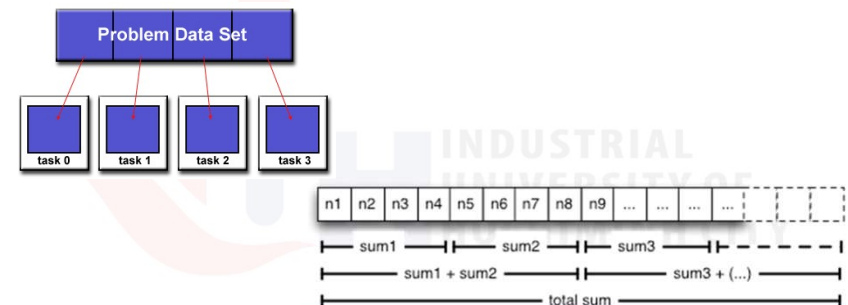 Problem Data Set
task 0 task 1 task 2 task 3
INDUSTRIAL
UNIVERSITY OF
n1 n2 n3 n4 n5 n6 n7 n8 n9 ... ... ... ...
sum1 sum2 sum3
sum1 + sum2 sum3 + (...)
total sum